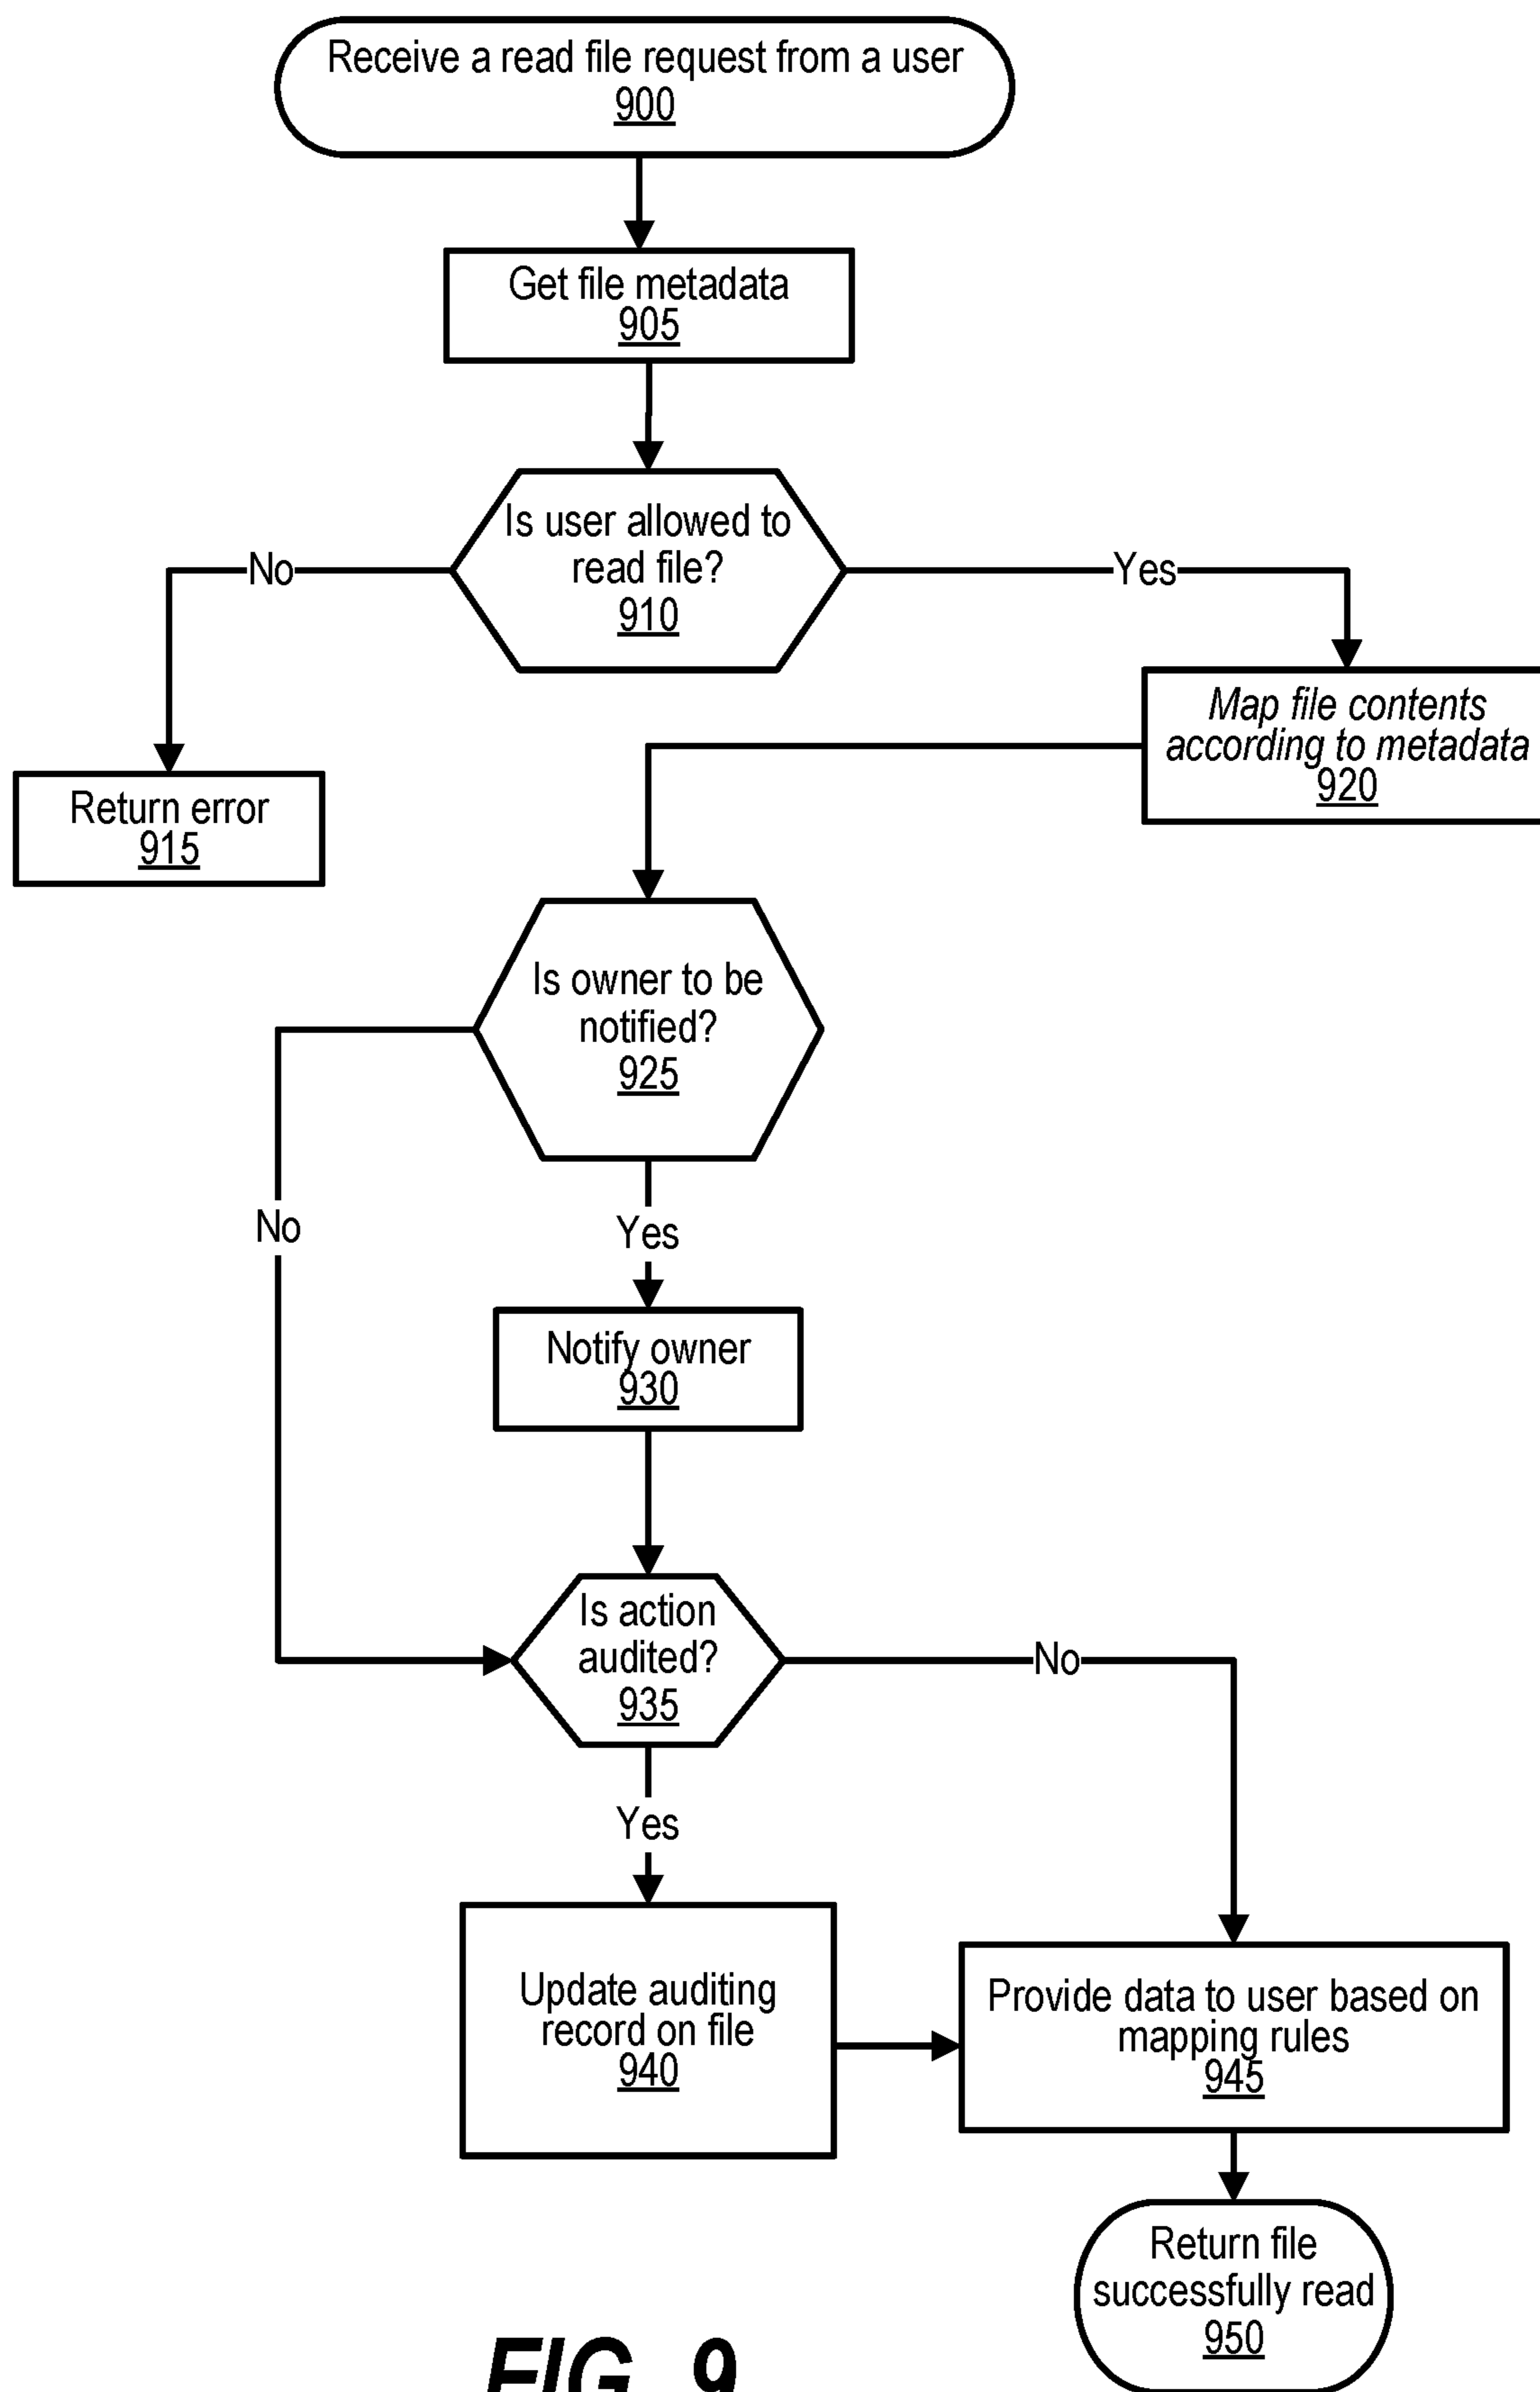 Receive a read file request from a user
900
Get file metadata
905
Is user allowed to
read file?
910
No
Yes
Map file contents
according to metadata
920
Return error
915
Is owner to be
notified?
925
No
Yes
Notify owner
930
Is action
audited?
935
No
Yes
Update auditing
record on file
940
Provide data to user based on
mapping rules
945
Return file
successfully read
950
FIG. 9